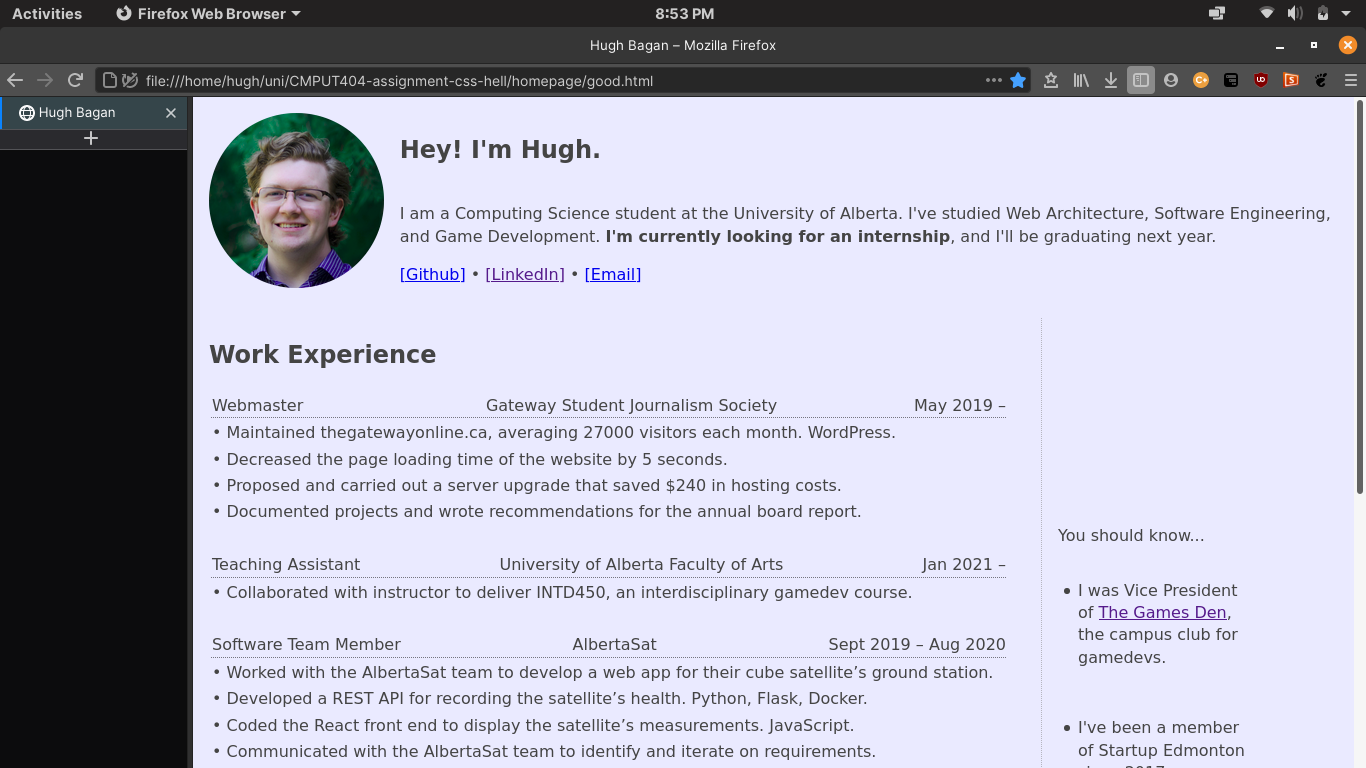 Activities Firefox Web Browser 8:53 PM
Hugh Bagan – Mozilla Firefox
file:///home/hugh/uni/CMPUT404-assignment-css-hell/homepage/good.html
Hugh Bagan
Hey! I'm Hugh.
I am a Computing Science student at the University of Alberta. I've studied Web Architecture, Software Engineering,
and Game Development. I'm currently looking for an internship, and I'll be graduating next year.
[Github] • [LinkedIn] • [Email]
Work Experience
Webmaster Gateway Student Journalism Society May 2019 –
• Maintained thegatewayonline.ca, averaging 27000 visitors each month. WordPress.
• Decreased the page loading time of the website by 5 seconds.
• Proposed and carried out a server upgrade that saved $240 in hosting costs.
• Documented projects and wrote recommendations for the annual board report.
Teaching Assistant University of Alberta Faculty of Arts Jan 2021 –
• Collaborated with instructor to deliver INTD450, an interdisciplinary gamedev course.
Software Team Member AlbertaSat Sept 2019 – Aug 2020
• Worked with the AlbertaSat team to develop a web app for their cube satellite’s ground station.
• Developed a REST API for recording the satellite’s health. Python, Flask, Docker.
• Coded the React front end to display the satellite’s measurements. JavaScript.
• Communicated with the AlbertaSat team to identify and iterate on requirements.
You should know...
• I was Vice President
of The Games Den,
the campus club for
gamedevs.
• I've been a member
of Startup Edmonton